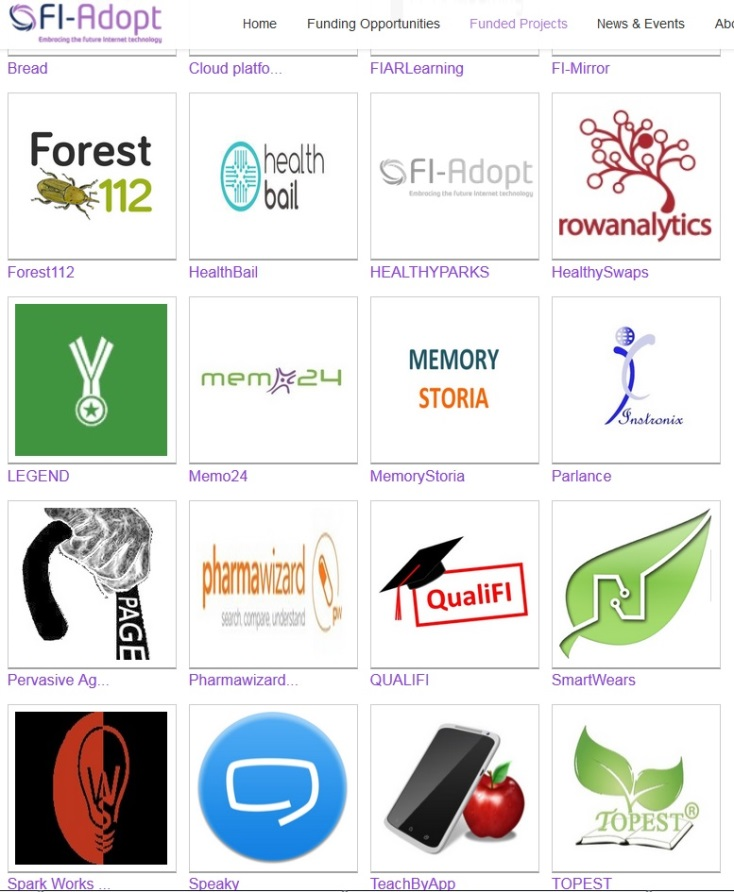 FI-Adopt
Embracing the future Internet technology
Home Funding Opportunities Funded Projects News & Events Abo
Bread Cloud platfo... FIARLearning FI-Mirror
Forest
112
health
bail
FI-Adopt
Embracing the future Internet technology
rowanalytics
Forest112 HealthBail HEALTHYPARKS HealthySwaps
memo24
MEMORY
STORIA
Instronix
LEGEND Memo24 MemoryStoria Parlance
PAGE
pharmawizard
search. compare. understand
pw
QualiFI
Pervasive Ag... Pharmawizard... QUALIFI SmartWears
TOPEST®
Spark Works ... Speaky TeachByApp TOPEST